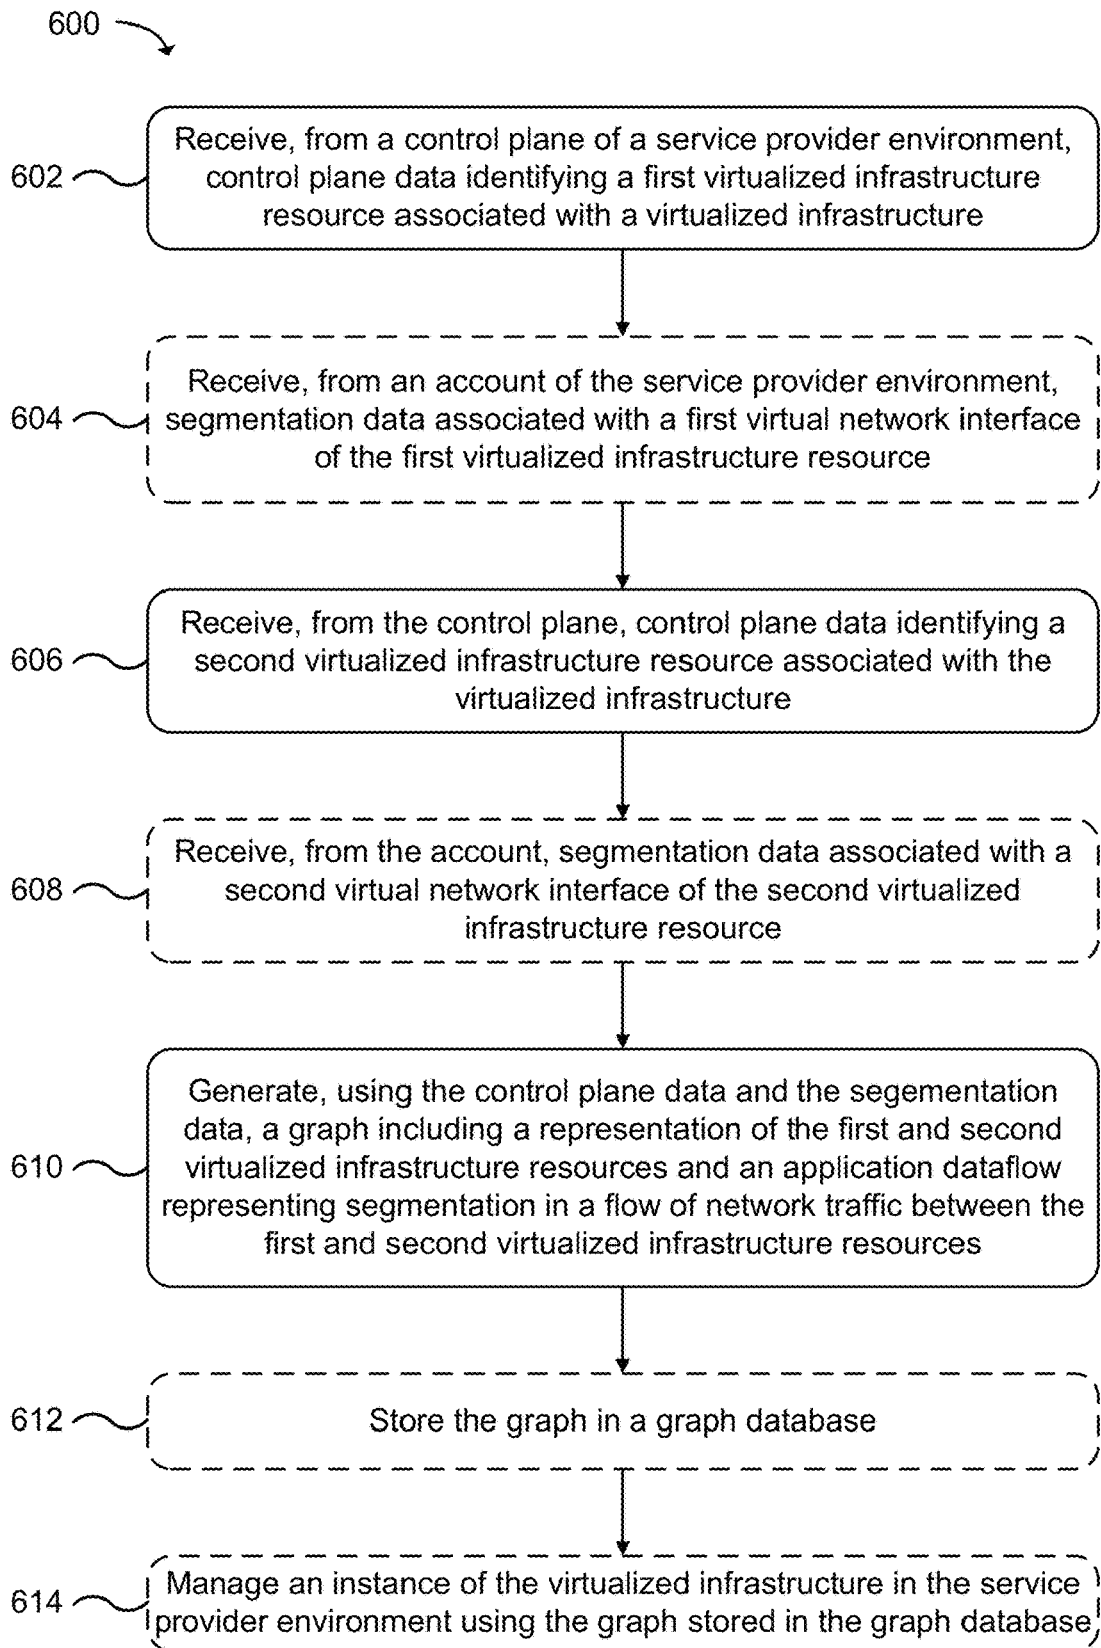 600
602
Receive, from a control plane of a service provider environment,
control plane data identifying a first virtualized infrastructure
resource associated with a virtualized infrastructure
604
Receive, from an account of the service provider environment,
segmentation data associated with a first virtual network interface
of the first virtualized infrastructure resource
606
Receive, from the control plane, control plane data identifying a
second virtualized infrastructure resource associated with the
virtualized infrastructure
608
Receive, from the account, segmentation data associated with a
second virtual network interface of the second virtualized
infrastructure resource
610
Generate, using the control plane data and the segementation
data, a graph including a representation of the first and second
virtualized infrastructure resources and an application dataflow
representing segmentation in a flow of network traffic between the
first and second virtualized infrastructure resources
612
Store the graph in a graph database
614
Manage an instance of the virtualized infrastructure in the service
provider environment using the graph stored in the graph database